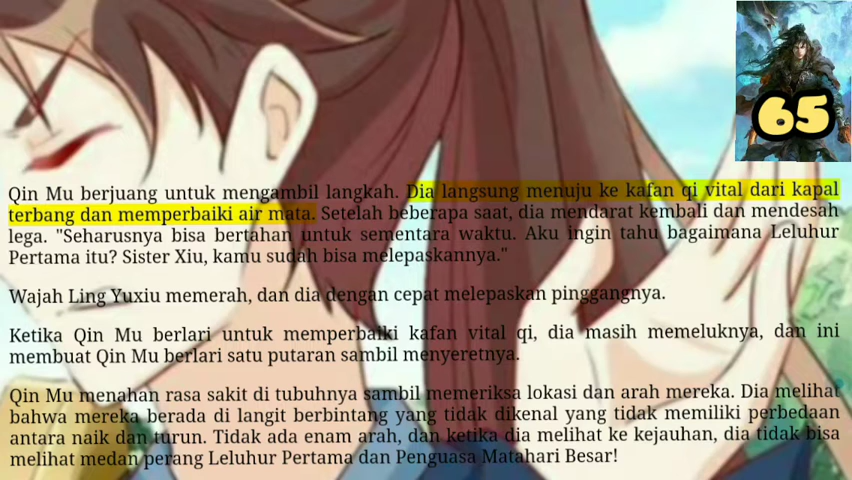 65
Qin Mu berjuang untuk mengambil langkah. Dia langsung menuju ke kafan qi vital dari kapal
terbang dan memperbaiki air mata. Setelah beberapa saat, dia mendarat kembali dan mendesah
lega. "Seharusnya bisa bertahan untuk sementara waktu. Aku ingin tahu bagaimana Leluhur
Pertama itu? Sister Xiu, kamu sudah bisa melepaskannya."
Wajah Ling Yuxiu memerah, dan dia dengan cepat melepaskan pinggangnya.
Ketika Qin Mu berlari untuk memperbaiki kafan vital qi, dia masih memeluknya, dan ini
membuat Qin Mu berlari satu putaran sambil menyeretnya.
Qin Mu menahan rasa sakit di tubuhnya sambil memeriksa lokasi dan arah mereka. Dia melihat
bahwa mereka berada di langit berbintang yang tidak dikenal yang tidak memiliki perbedaan
antara naik dan turun. Tidak ada enam arah, dan ketika dia melihat ke kejauhan, dia tidak bisa
melihat medan perang Leluhur Pertama dan Penguasa Matahari Besar!